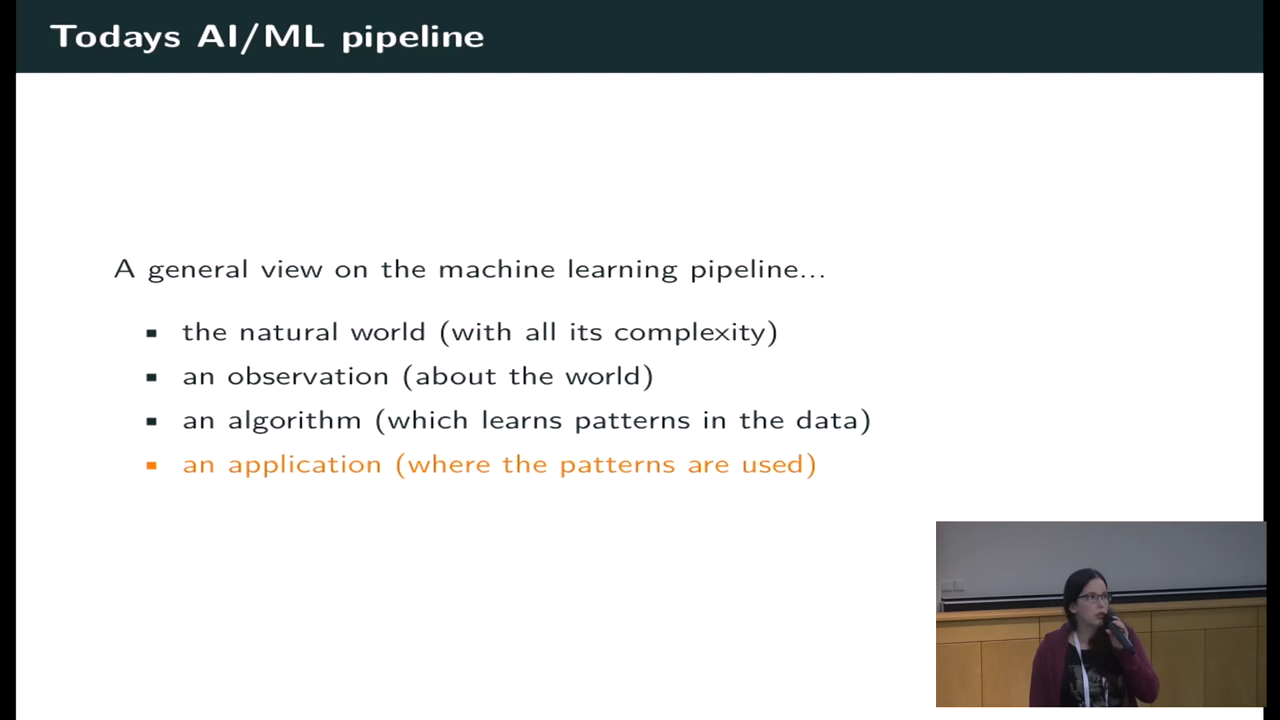 Todays AI/ML pipeline
A general view on the machine learning pipeline...
the natural world (with all its complexity)
an observation (about the world)
an algorithm (which learns patterns in the data)
an application (where the patterns are used)